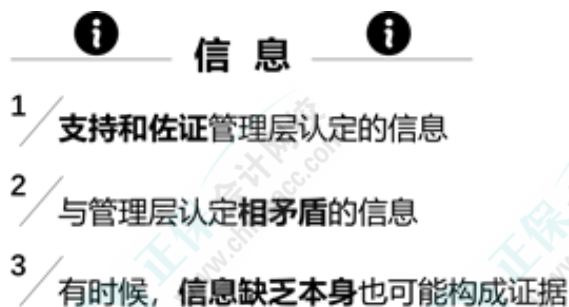 信息
1 支持和佐证管理层认定的信息
2 与管理层认定相矛盾的信息
3 有时候，信息缺乏本身也可能构成证据